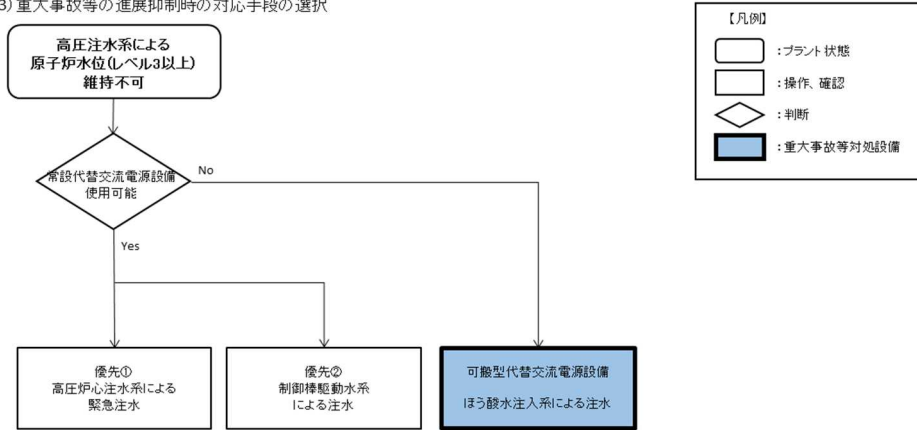 3) 重大事故等の進展抑制時の対応手段の選択
高圧注水系による
原子炉水位(レベル3以上)
維持不可
常設代替交流電源設備
使用可能
No
Yes
優先①
高圧炉心注水系による
緊急注水
優先②
制御棒駆動水系
による注水
可搬型代替交流電源設備
ほう酸水注入系による注水
【凡例】
：プラント状態
：操作、確認
：判断
：重大事故等対処設備